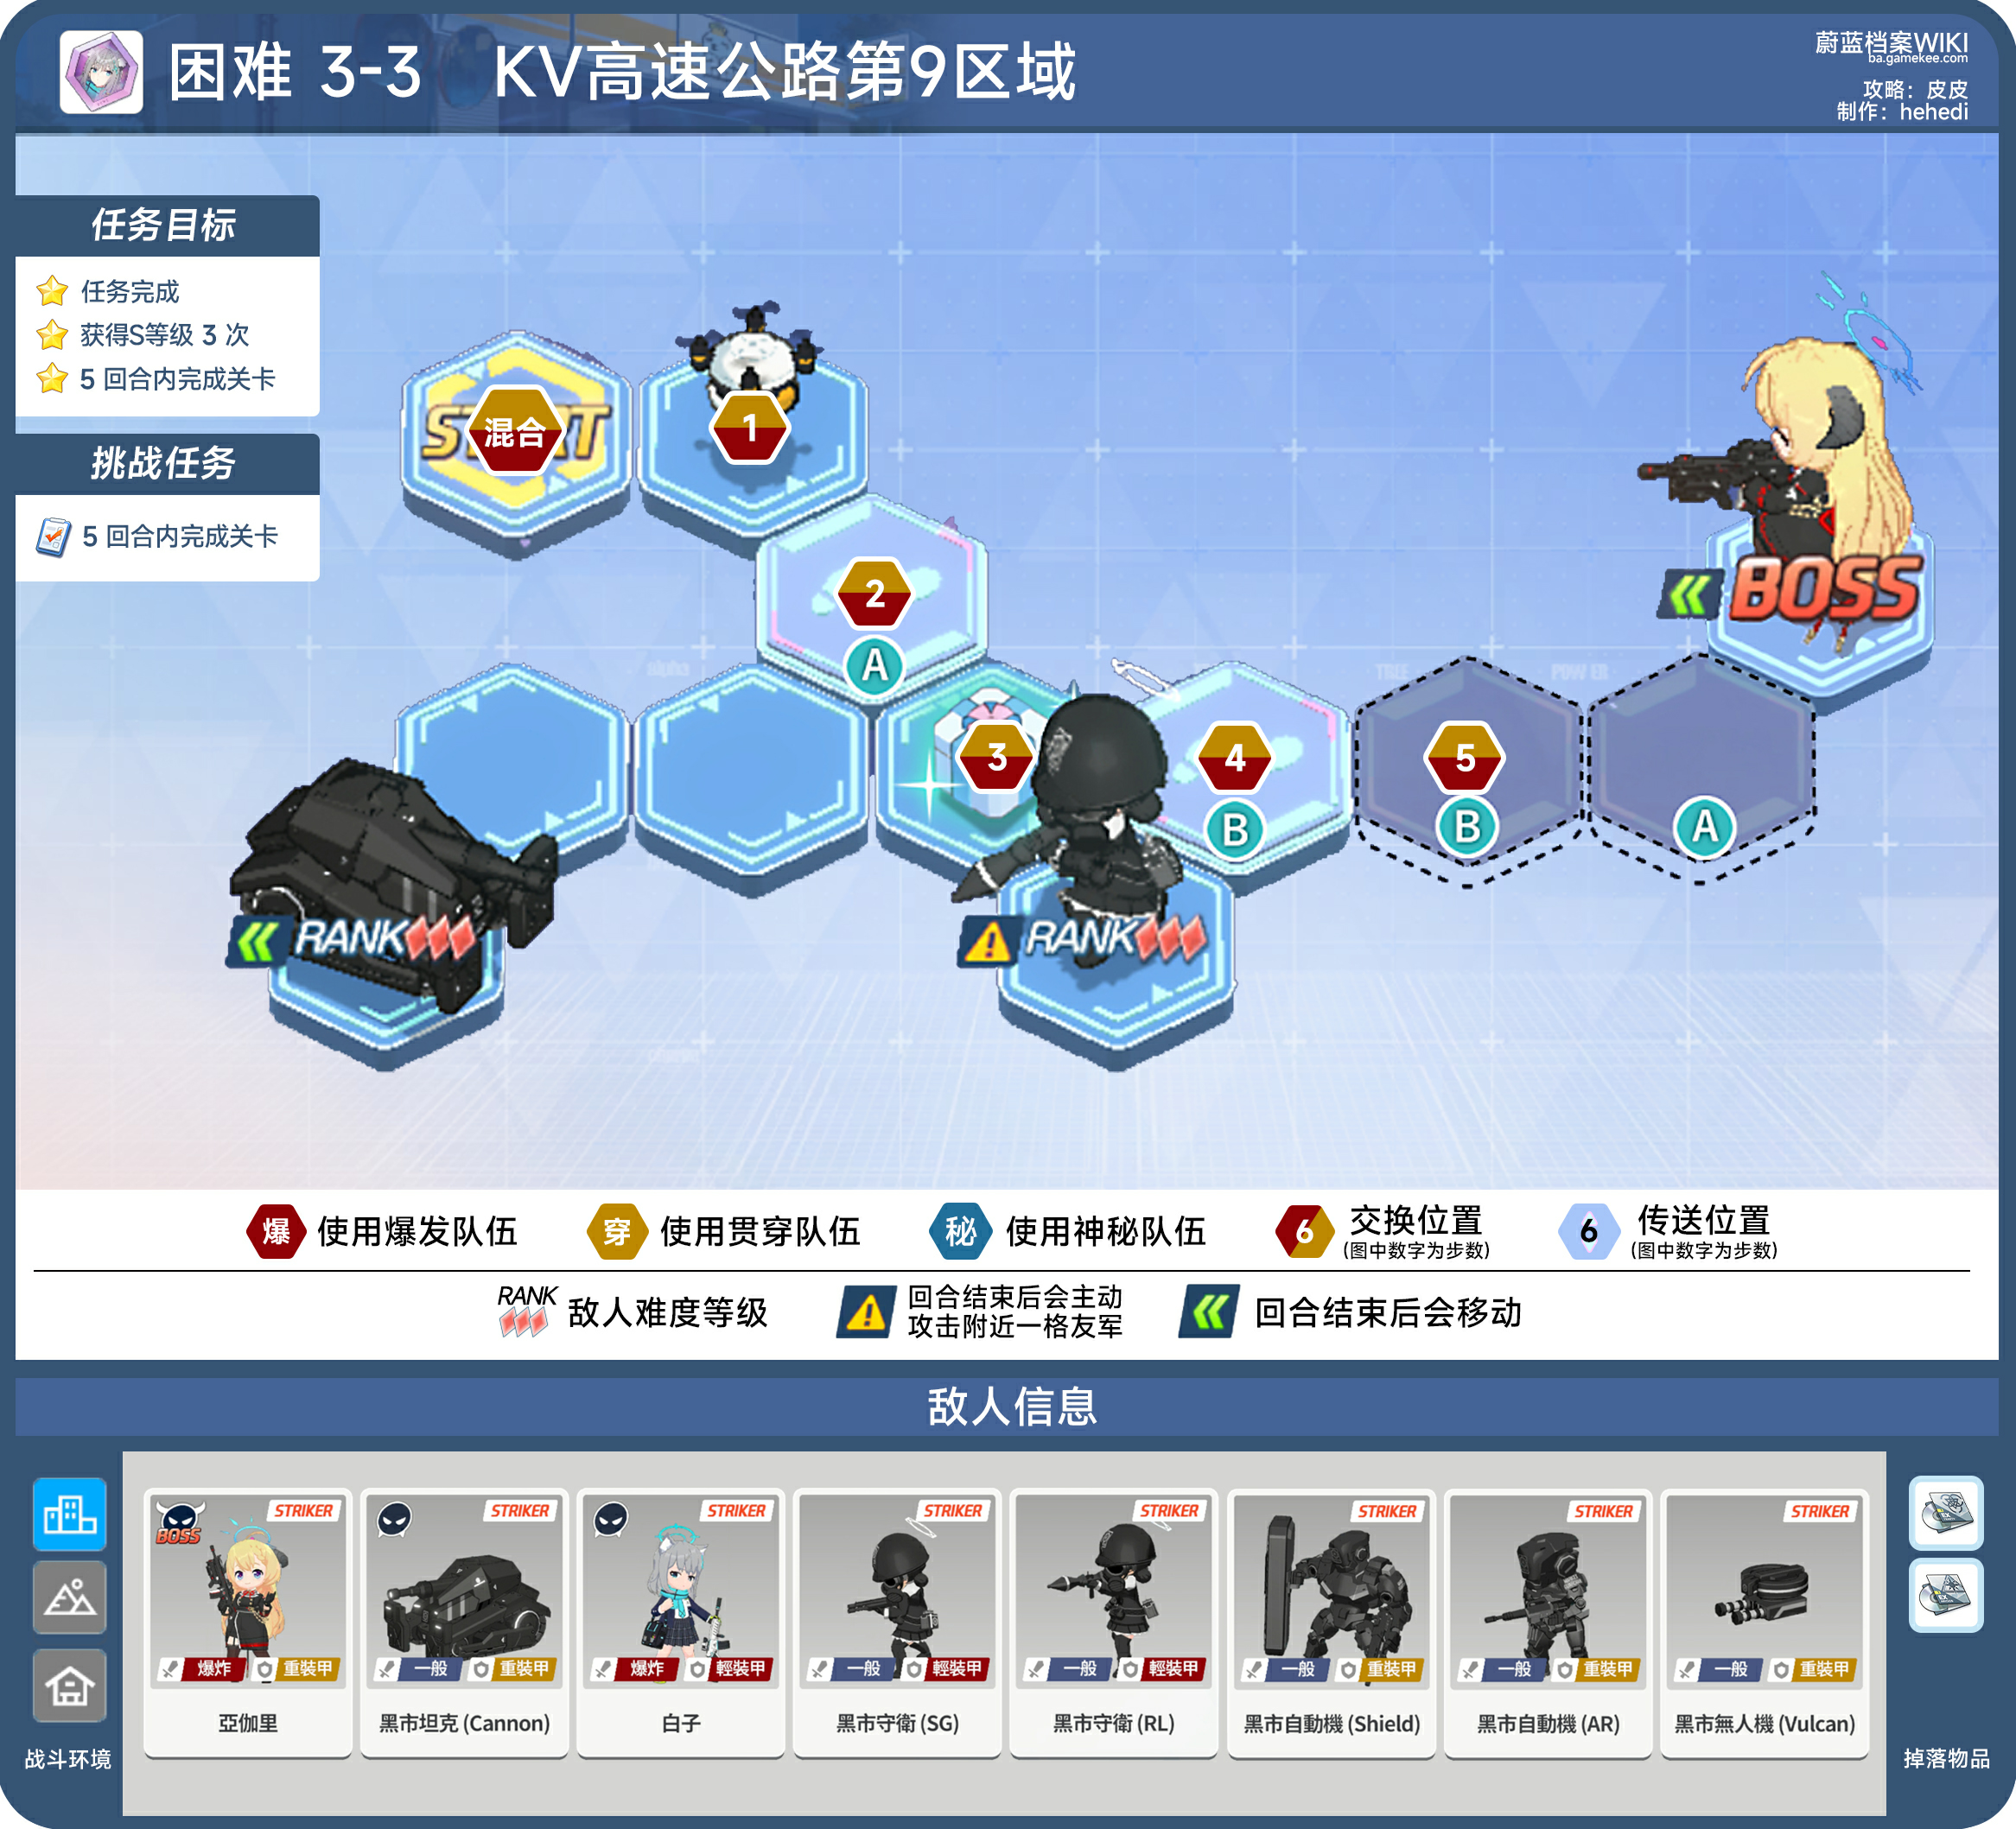 困难 3-3 KV高速公路第9区域
蔚蓝档案WIKI
ba.gamekee.com
攻略：皮皮
制作：hehedi
任务目标
任务完成
获得S等级 3 次
5 回合内完成关卡
挑战任务
5 回合内完成关卡
START
混合
1
2
A
3
4
B
5
B
A
BOSS
RANK
RANK
爆 使用爆发队伍
穿 使用贯穿队伍
秘 使用神秘队伍
6 交换位置
(图中数字为步数)
6 传送位置
(图中数字为步数)
RANK 敌人难度等级
回合结束后会主动
攻击附近一格友军
回合结束后会移动
敌人信息
战斗环境
BOSS STRIKER
爆炸 重裝甲
亞伽里
STRIKER
一般 重裝甲
黑市坦克 (Cannon)
STRIKER
爆炸 輕裝甲
白子
STRIKER
一般 輕裝甲
黑市守衛 (SG)
STRIKER
一般 輕裝甲
黑市守衛 (RL)
STRIKER
一般 重裝甲
黑市自動機 (Shield)
STRIKER
一般 重裝甲
黑市自動機 (AR)
STRIKER
一般 重裝甲
黑市無人機 (Vulcan)
掉落物品